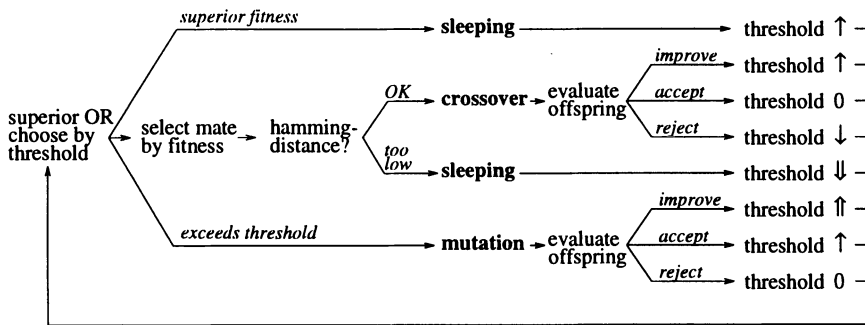 superior fitness
sleeping
threshold ↑
improve
threshold ↑
OK
crossover
evaluate
offspring
accept
threshold 0
superior OR
choose by
threshold
select mate
by fitness
hamming-
distance?
reject
threshold ↓
too
low
sleeping
threshold ⇓
improve
threshold ⇑
exceeds threshold
mutation
evaluate
offspring
accept
threshold ↑
reject
threshold 0